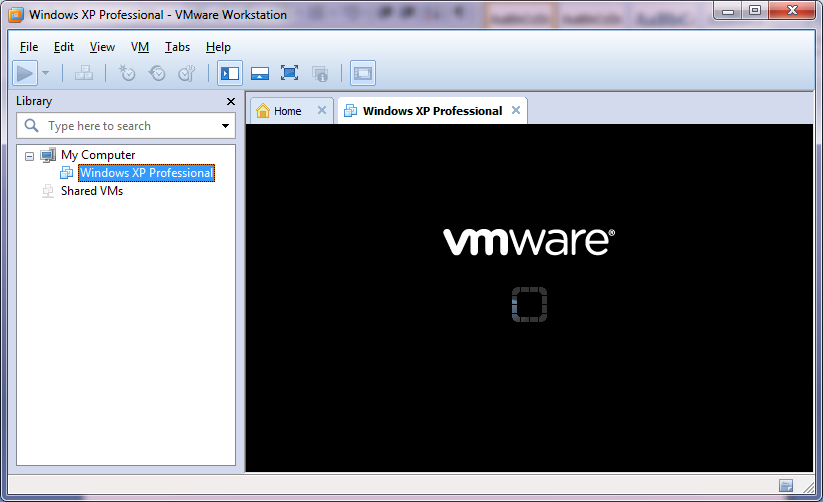 Windows XP Professional - VMware Workstation
File Edit View VM Tabs Help
Library
Home
Windows XP Professional
Type here to search
My Computer
Windows XP Professional
Shared VMs
vmware®